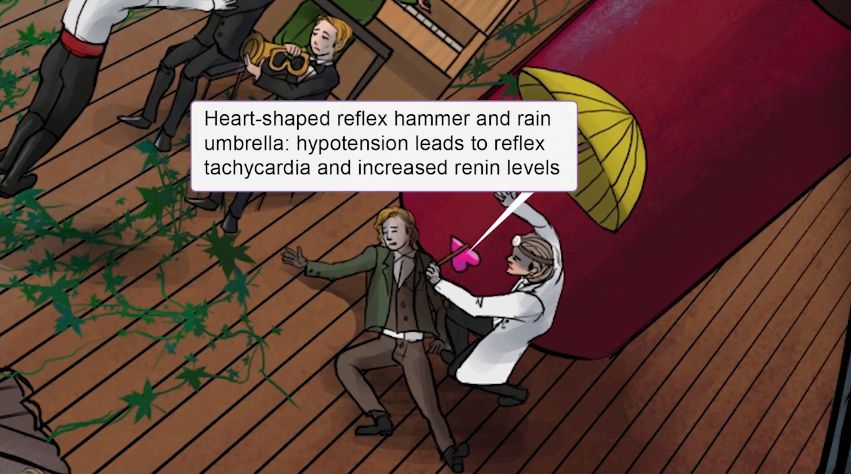 Heart-shaped reflex hammer and rain
umbrella: hypotension leads to reflex
tachycardia and increased renin levels